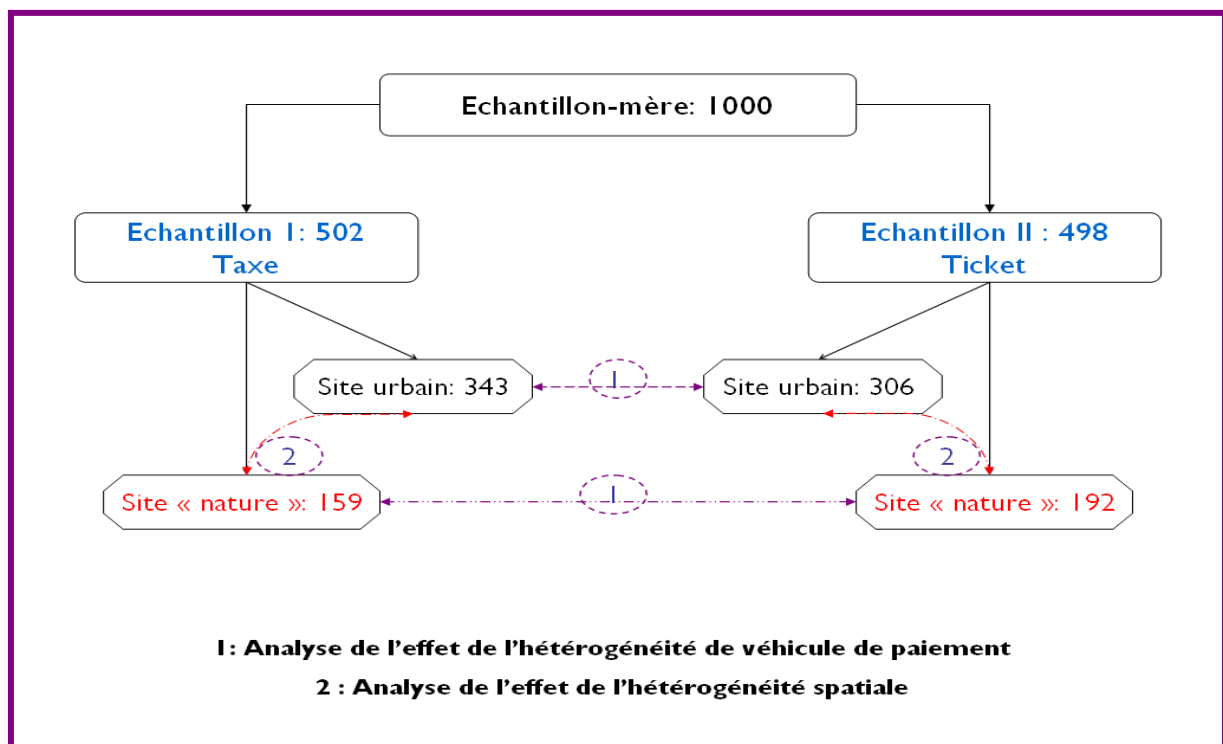 Echantillon-mère: 1000
Echantillon I: 502
Taxe
Echantillon II : 498
Ticket
Site urbain: 343
1
Site urbain: 306
2
2
Site « nature »: 159
1
Site « nature »: 192
1: Analyse de l’effet de l’hétérogénéité de véhicule de paiement
2 : Analyse de l’effet de l’hétérogénéité spatiale